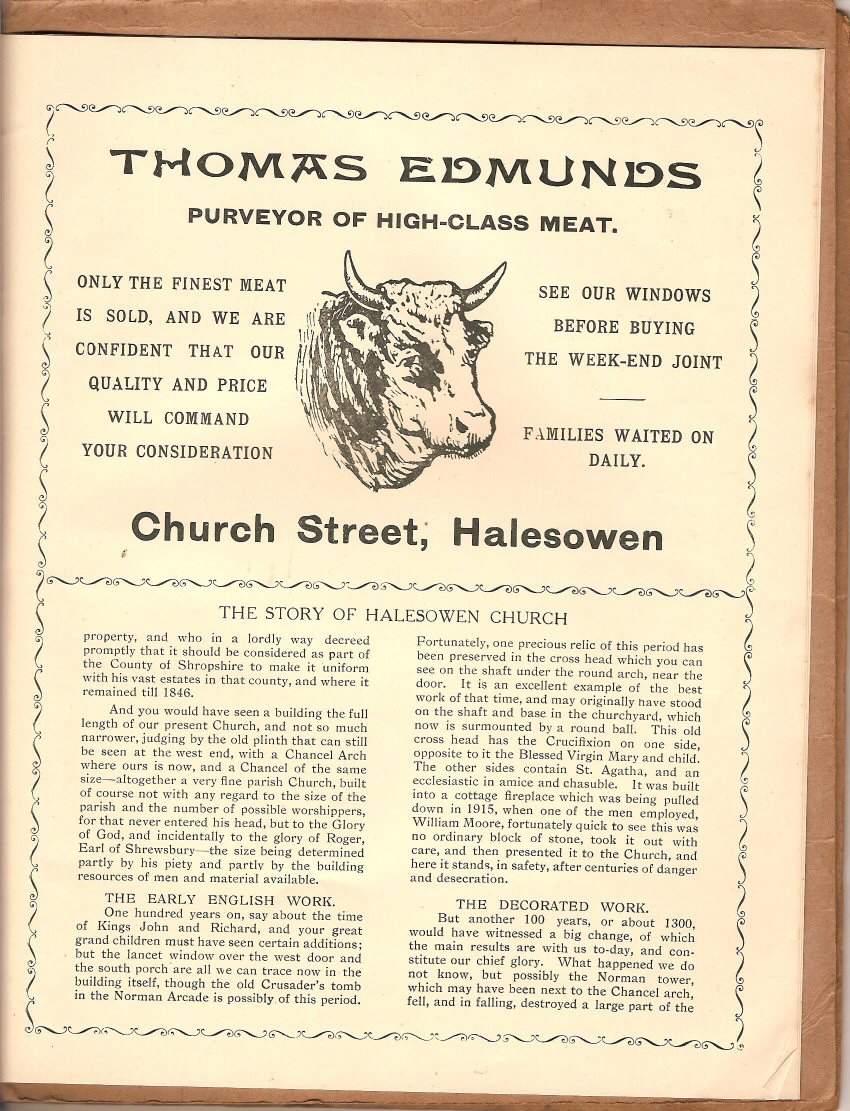 THOMAS EDMUNDS
PURVEYOR OF HIGH-CLASS MEAT.
ONLY THE FINEST MEAT
IS SOLD, AND WE ARE
CONFIDENT THAT OUR
QUALITY AND PRICE
WILL COMMAND
YOUR CONSIDERATION
SEE OUR WINDOWS
BEFORE BUYING
THE WEEK-END JOINT
FAMILIES WAITED ON
DAILY.
Church Street, Halesowen
THE STORY OF HALESOWEN CHURCH
property, and who in a lordly way decreed
promptly that it should be considered as part of
the County of Shropshire to make it uniform
with his vast estates in that county, and where it
remained till 1846.
And you would have seen a building the full
length of our present Church, and not so much
narrower, judging by the old plinth that can still
be seen at the west end, with a Chancel Arch
where ours is now, and a Chancel of the same
size—altogether a very fine parish Church, built
of course not with any regard to the size of the
parish and the number of possible worshippers,
for that never entered his head, but to the Glory
of God, and incidentally to the glory of Roger,
Earl of Shrewsbury—the size being determined
partly by his piety and partly by the building
resources of men and material available.
THE EARLY ENGLISH WORK.
One hundred years on, say about the time
of Kings John and Richard, and your great
grand children must have seen certain additions;
but the lancet window over the west door and
the south porch are all we can trace now in the
building itself, though the old Crusader's tomb
in the Norman Arcade is possibly of this period.
Fortunately, one precious relic of this period has
been preserved in the cross head which you can
see on the shaft under the round arch, near the
door. It is an excellent example of the best
work of that time, and may originally have stood
on the shaft and base in the churchyard, which
now is surmounted by a round ball. This old
cross head has the Crucifixion on one side,
opposite to it the Blessed Virgin Mary and child.
The other sides contain St. Agatha, and an
ecclesiastic in amice and chasuble. It was built
into a cottage fireplace which was being pulled
down in 1915, when one of the men employed,
William Moore, fortunately quick to see this was
no ordinary block of stone, took it out with
care, and then presented it to the Church, and
here it stands, in safety, after centuries of danger
and desecration.
THE DECORATED WORK.
But another 100 years, or about 1300,
would have witnessed a big change, of which
the main results are with us to-day, and con-
stitute our chief glory. What happened we do
not know, but possibly the Norman tower,
which may have been next to the Chancel arch,
fell, and in falling, destroyed a large part of the